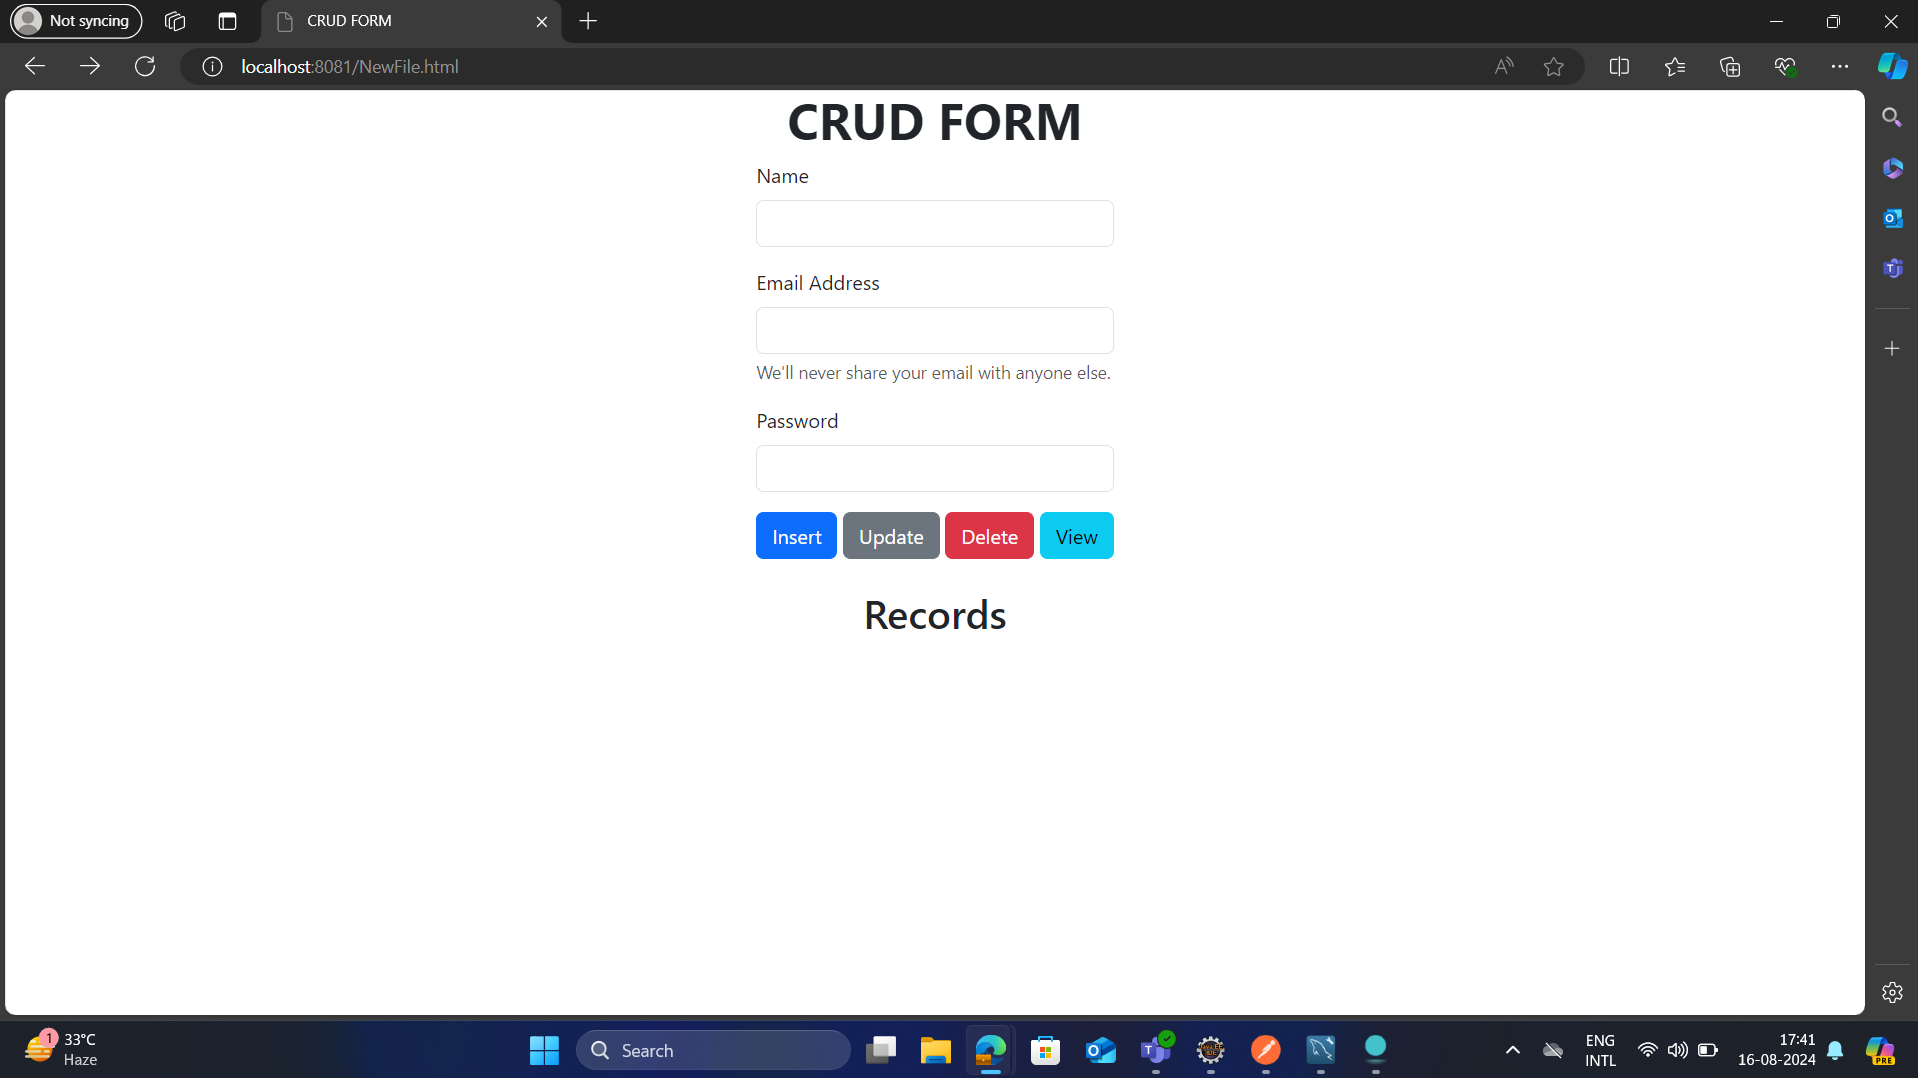 Not syncing
CRUD FORM
localhost:8081/NewFile.html
CRUD FORM
Name
Email Address
We'll never share your email with anyone else.
Password
Insert Update Delete View
Records
1
33°C
Haze
Search
ENG
INTL
17:41
16-08-2024
PRE